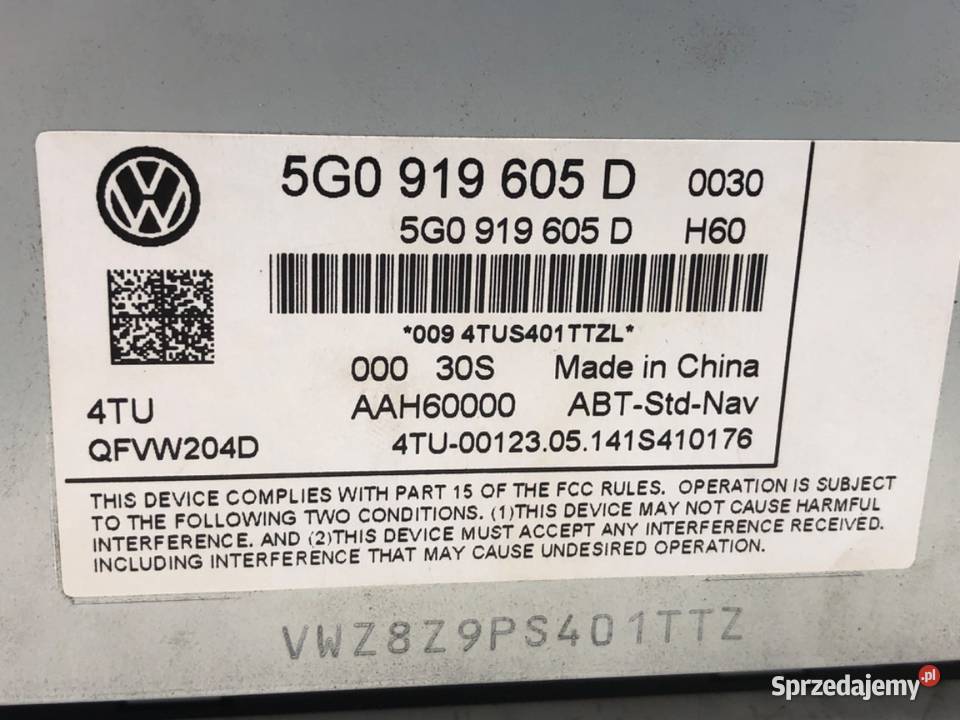 5G0 919 605 D 0030
5G0 919 605 D H60
*009 4TUS401TTZL*
000 30S Made in China
4TU AAH60000 ABT-Std-Nav
QFVW204D 4TU-00123.05.141S410176
THIS DEVICE COMPLIES WITH PART 15 OF THE FCC RULES. OPERATION IS SUBJECT
TO THE FOLLOWING TWO CONDITIONS. (1)THIS DEVICE MAY NOT CAUSE HARMFUL
INTERFERENCE. AND (2)THIS DEVICE MUST ACCEPT ANY INTERFERENCE RECEIVED.
INCLUDING INTERFERENCE THAT MAY CAUSE UNDESIRED OPERATION.
VWZ8Z9PS401TTZ
Sprzedajemy.pl